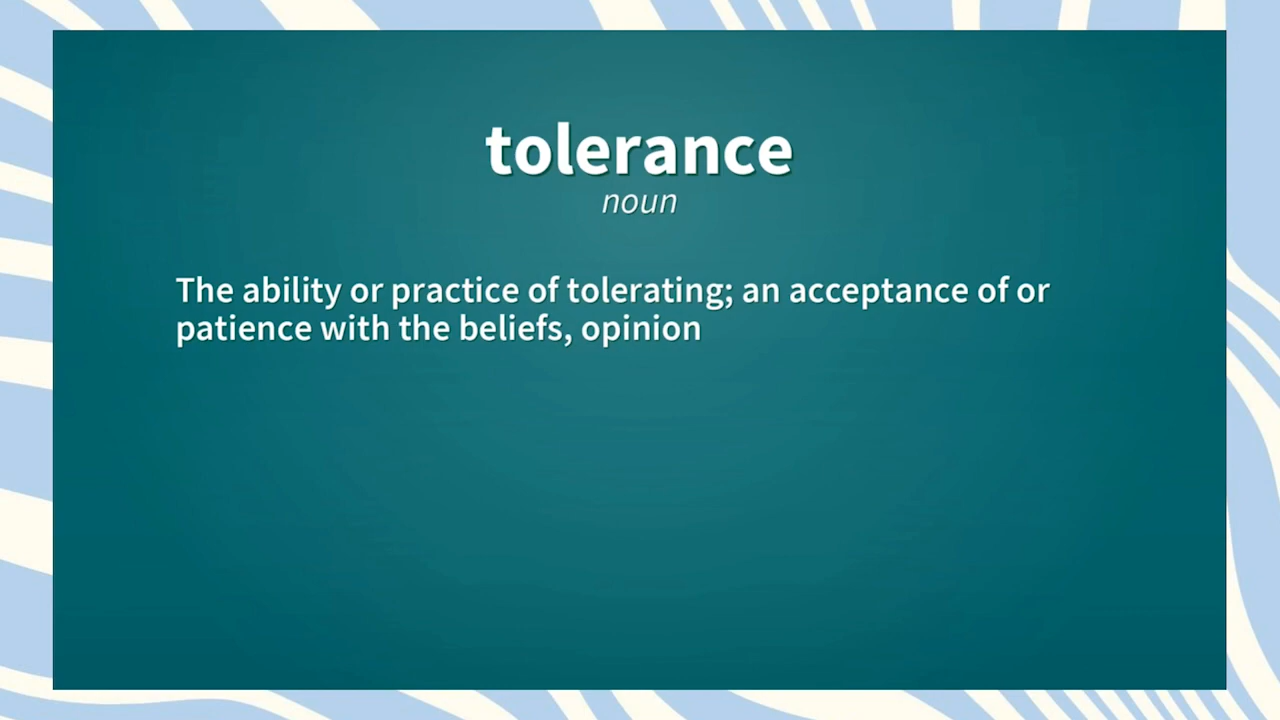 tolerance
noun
The ability or practice of tolerating; an acceptance of or
patience with the beliefs, opinion